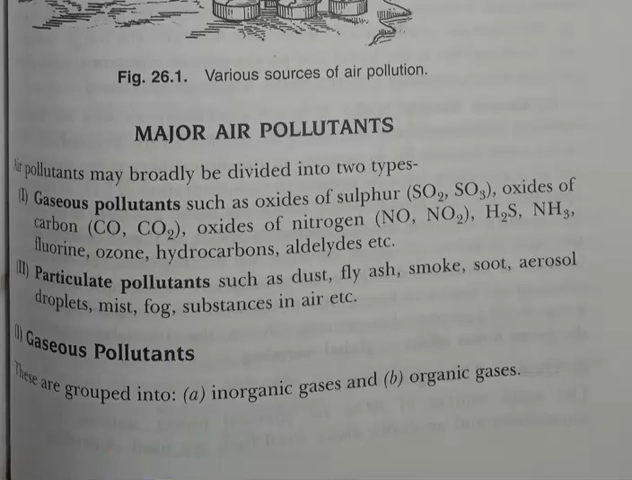 Fig. 26.1. Various sources of air pollution.
MAJOR AIR POLLUTANTS
Air pollutants may broadly be divided into two types-
(I) Gaseous pollutants such as oxides of sulphur (SO₂, SO₃), oxides of
carbon (CO, CO₂), oxides of nitrogen (NO, NO₂), H₂S, NH₃,
fluorine, ozone, hydrocarbons, aldelydes etc.
(II) Particulate pollutants such as dust, fly ash, smoke, soot, aerosol
droplets, mist, fog, substances in air etc.
(I) Gaseous Pollutants
These are grouped into: (a) inorganic gases and (b) organic gases.